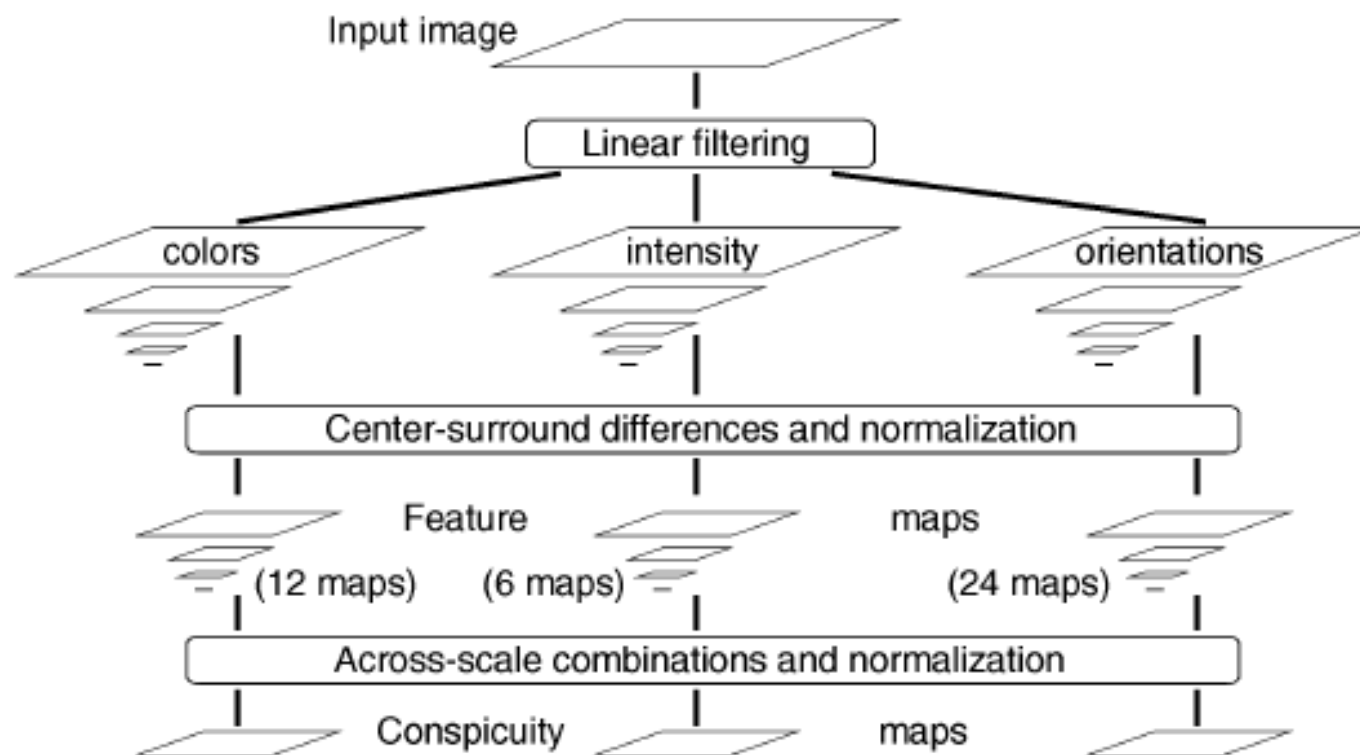 Input image
Linear filtering
colors intensity orientations
Center-surround differences and normalization
Feature maps
(12 maps) (6 maps) (24 maps)
Across-scale combinations and normalization
Conspicuity maps